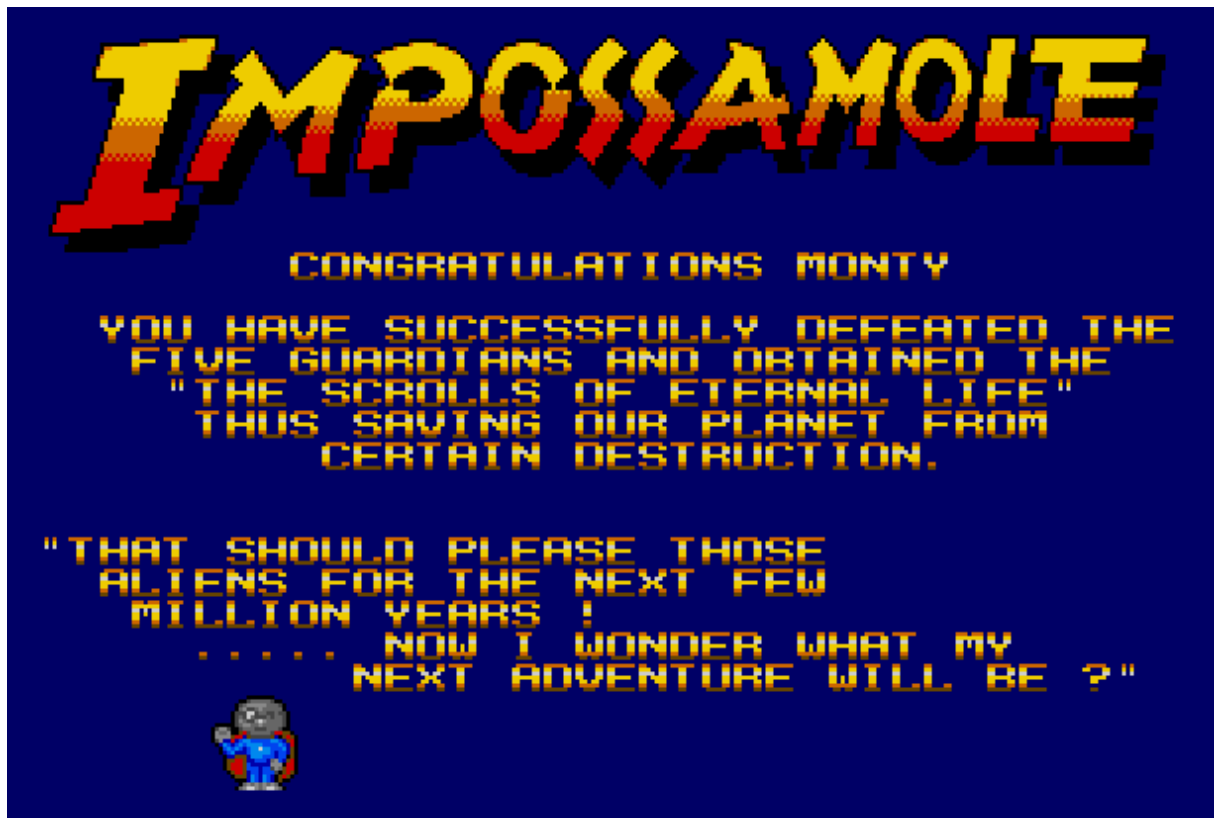 IMPOSSAMOLE
CONGRATULATIONS MONTY
YOU HAVE SUCCESSFULLY DEFEATED THE
FIVE GUARDIANS AND OBTAINED THE
"THE SCROLLS OF ETERNAL LIFE"
THUS SAVING OUR PLANET FROM
CERTAIN DESTRUCTION.
"THAT SHOULD PLEASE THOSE
ALIENS FOR THE NEXT FEW
MILLION YEARS !
..... NOW I WONDER WHAT MY
NEXT ADVENTURE WILL BE ?"